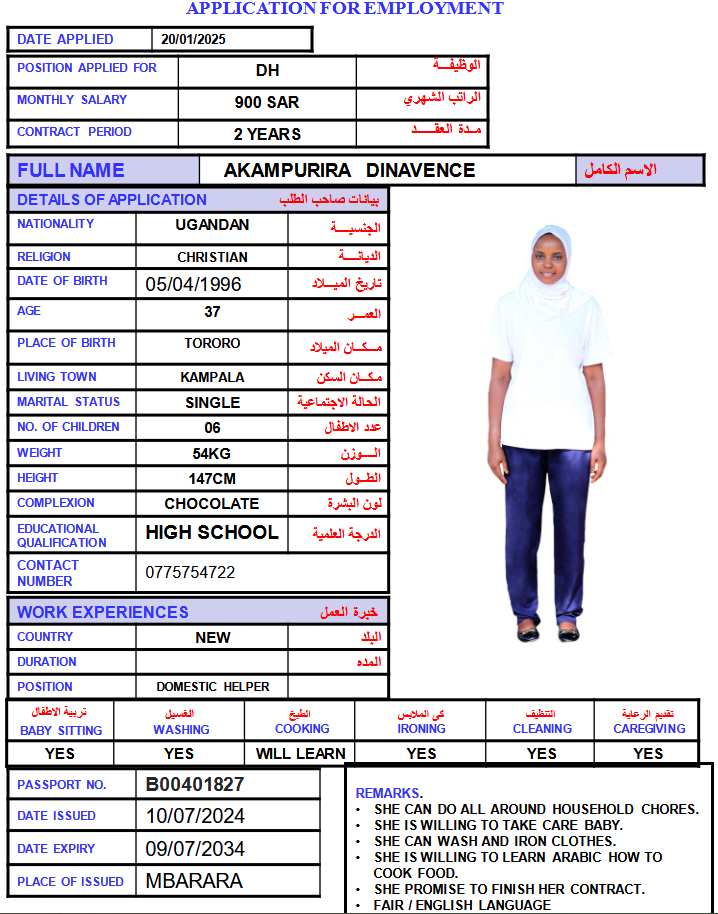 APPLICATION FOR EMPLOYMENT
DATE APPLIED 20/01/2025
POSITION APPLIED FOR DH الوظيفـــة
MONTHLY SALARY 900 SAR الراتب الشهري
CONTRACT PERIOD 2 YEARS مـدة العقـــد
FULL NAME AKAMPURIRA DINAVENCE الاسم الكامل
DETAILS OF APPLICATION بيانات صاحب الطلب
NATIONALITY UGANDAN الجنسيـــة
RELIGION CHRISTIAN الديانـــة
DATE OF BIRTH 05/04/1996 تاريخ الميـــلاد
AGE 37 العمـــر
PLACE OF BIRTH TORORO مـكـــان الميلاد
LIVING TOWN KAMPALA مكـــان السكن
MARITAL STATUS SINGLE الحالة الاجتماعية
NO. OF CHILDREN 06 عدد الاطفال
WEIGHT 54KG الـــوزن
HEIGHT 147CM الطـــول
COMPLEXION CHOCOLATE لون البشرة
EDUCATIONAL QUALIFICATION HIGH SCHOOL الدرجة العلمية
CONTACT NUMBER 0775754722
WORK EXPERIENCES خبرة العمل
COUNTRY NEW البلد
DURATION المده
POSITION DOMESTIC HELPER
تربية الاطفال الغسيل الطبخ كي الملابس التنظيف تقديم الرعاية
BABY SITTING WASHING COOKING IRONING CLEANING CAREGIVING
YES YES WILL LEARN YES YES YES
PASSPORT NO. B00401827
DATE ISSUED 10/07/2024
DATE EXPIRY 09/07/2034
PLACE OF ISSUED MBARARA
REMARKS.
• SHE CAN DO ALL AROUND HOUSEHOLD CHORES.
• SHE IS WILLING TO TAKE CARE BABY.
• SHE CAN WASH AND IRON CLOTHES.
• SHE IS WILLING TO LEARN ARABIC HOW TO
COOK FOOD.
• SHE PROMISE TO FINISH HER CONTRACT.
• FAIR / ENGLISH LANGUAGE